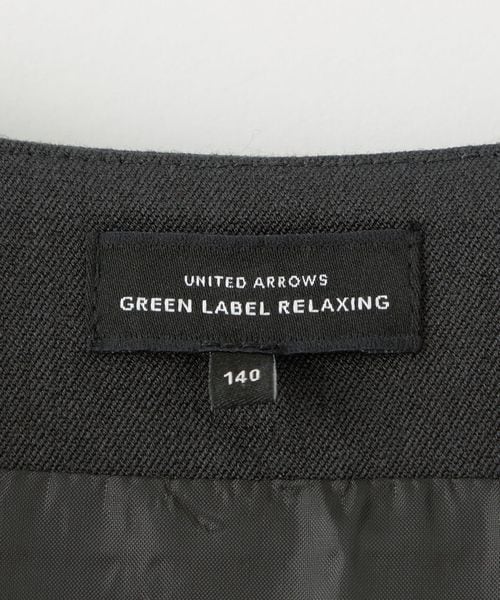 UNITED ARROWS
GREEN LABEL RELAXING
140